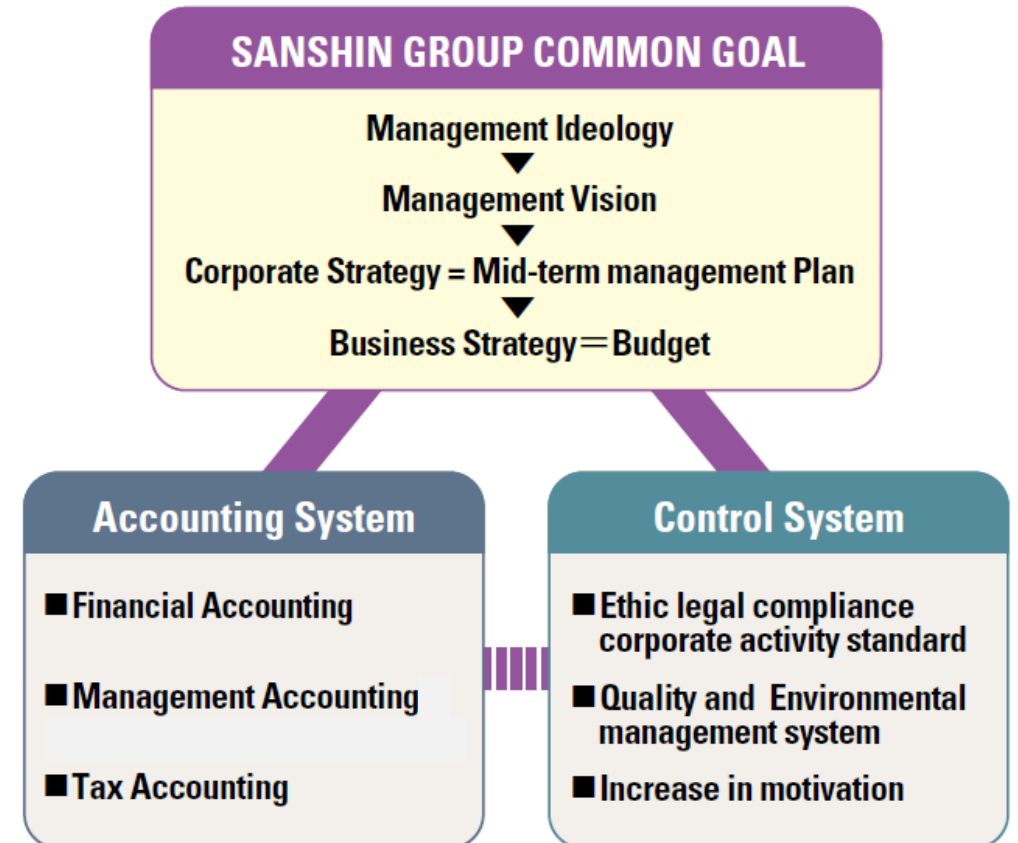 SANSHIN GROUP COMMON GOAL
Management Ideology
▼
Management Vision
▼
Corporate Strategy = Mid-term management Plan
▼
Business Strategy＝Budget
Accounting System
■Financial Accounting
■Management Accounting
■Tax Accounting
Control System
■Ethic legal compliance
corporate activity standard
■Quality and Environmental
management system
■Increase in motivation